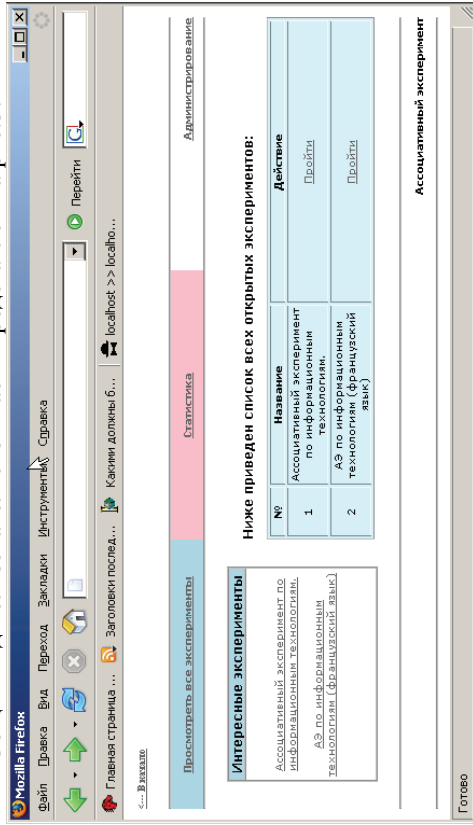 Mozilla Firefox
Файл Правка Вид Переход Закладки Инструменты Справка
Перейти
Главная страница ... Заголовки послед... Какими должны б... localhost >> localho...
<--- В начало
Просмотреть все эксперименты Статистика Администрирование
Интересные эксперименты
Ассоциативный эксперимент по
информационным технологиям.
АЭ по информационным
технологиям (французский язык)
Ниже приведен список всех открытых экспериментов:
№ Название Действие
1 Ассоциативный эксперимент
по информационным
технологиям. Пройти
2 АЭ по информационным
технологиям (французский
язык) Пройти
Ассоциативный эксперимент
Готово